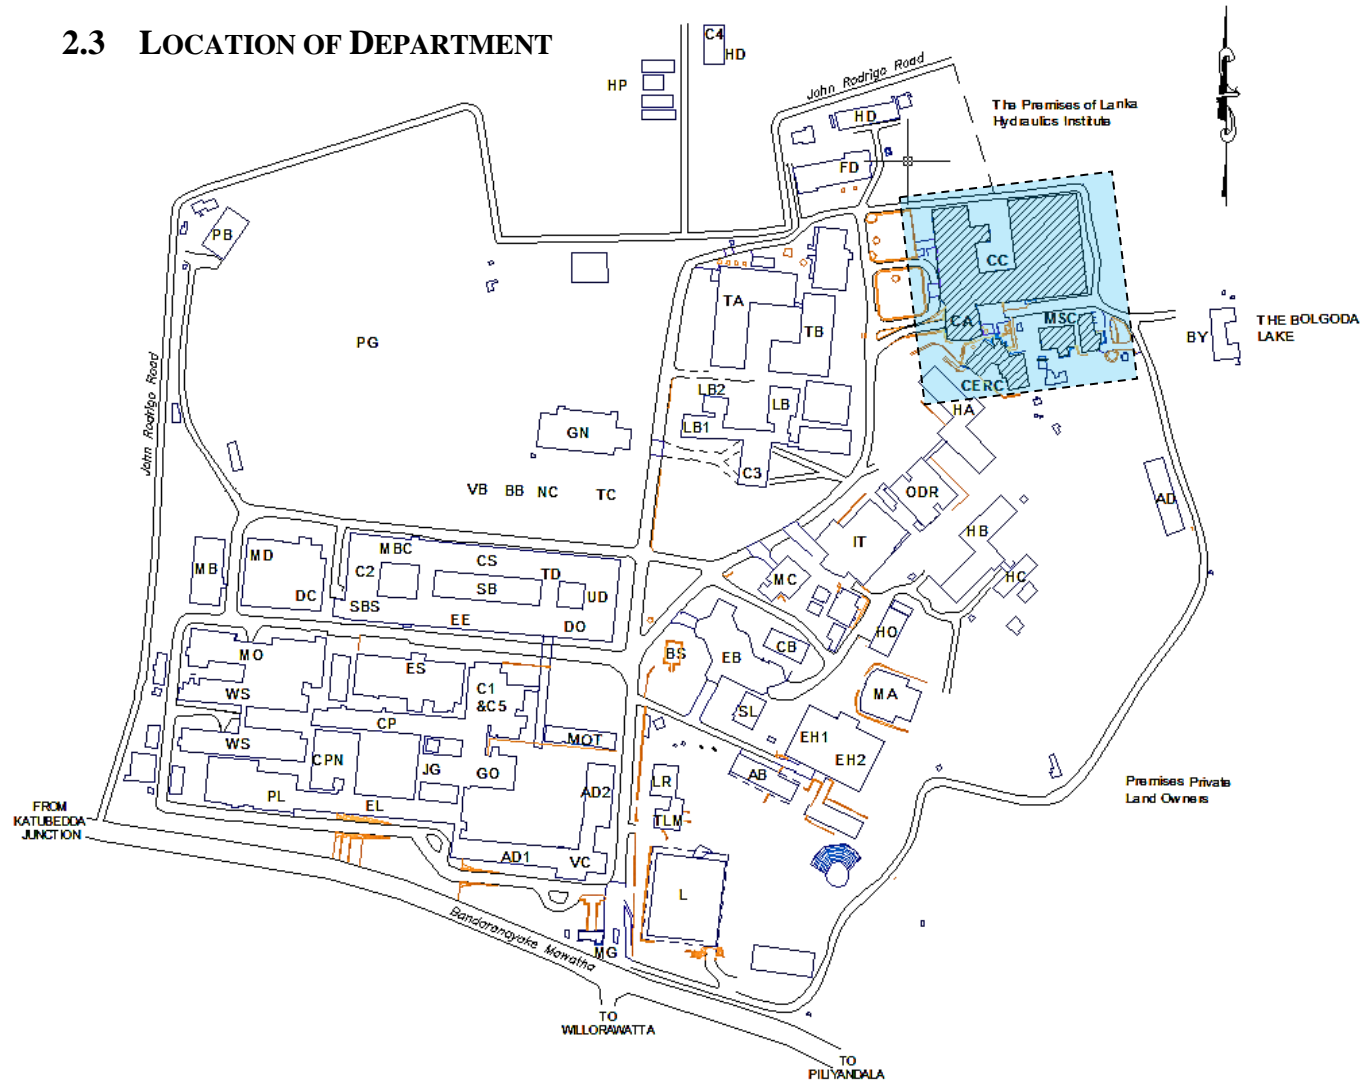 2.3 LOCATION OF DEPARTMENT
C4
HD
HP
John Rodrigo Road
The Premises of Lanka
Hydraulics Institute
HD
FD
PB
CC
TA
TB
CA
MSC
BY
THE BOLGODA
LAKE
PG
John Rodrigo Road
LB2
LB
CERC
HA
LB1
GN
C3
VB
BB
NC
TC
ODR
AD
IT
HB
MB
MD
MBC
CS
C2
TD
SB
UD
DC
SBS
EE
DO
MC
HC
HO
MO
ES
BS
EB
CB
WS
C1
&C5
MA
CP
SL
WS
MOT
EH1
CPN
JG
GO
EH2
AB
LR
PL
EL
AD2
TLM
FROM
KATUBEDDA
JUNCTION
Premises Private
Land Owners
AD1
VC
L
Bandaranayake Mawatha
MG
TO
WILLORAWATTA
TO
PILIYANDALA